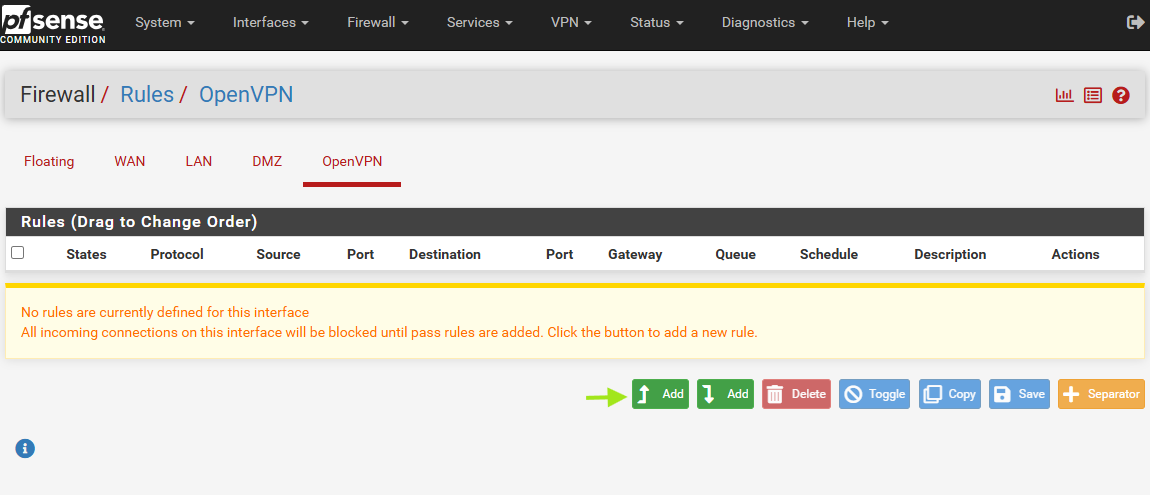 pfsense
COMMUNITY EDITION
System Interfaces Firewall Services VPN Status Diagnostics Help
Firewall / Rules / OpenVPN
Floating WAN LAN DMZ OpenVPN
Rules (Drag to Change Order)
States Protocol Source Port Destination Port Gateway Queue Schedule Description Actions
No rules are currently defined for this interface
All incoming connections on this interface will be blocked until pass rules are added. Click the button to add a new rule.
Add Add Delete Toggle Copy Save Separator